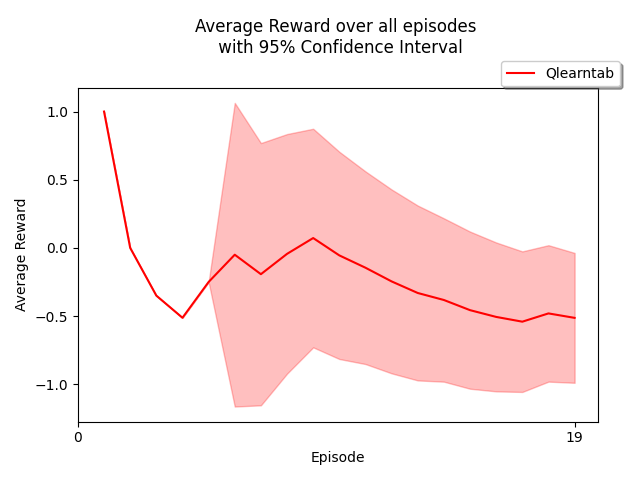 Average Reward over all episodes
with 95% Confidence Interval
Qlearntab
1.0
0.5
0.0
−0.5
−1.0
Average Reward
0
19
Episode